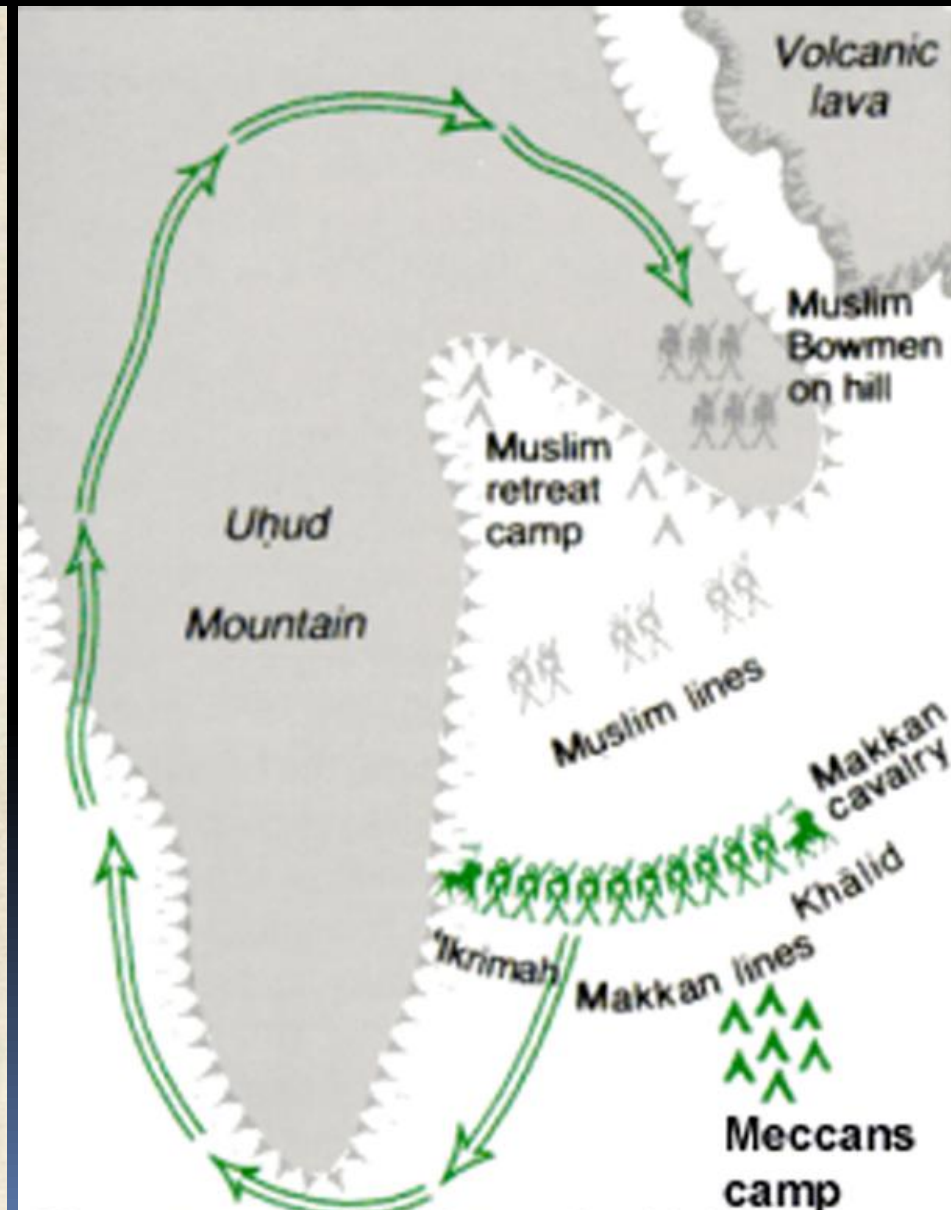 Volcanic
lava
Muslim
Bowmen
on hill
Muslim
retreat
camp
Uḥud
Mountain
Muslim lines
Makkan
cavalry
Khālid
'Ikrimah
Makkan lines
Meccans
camp